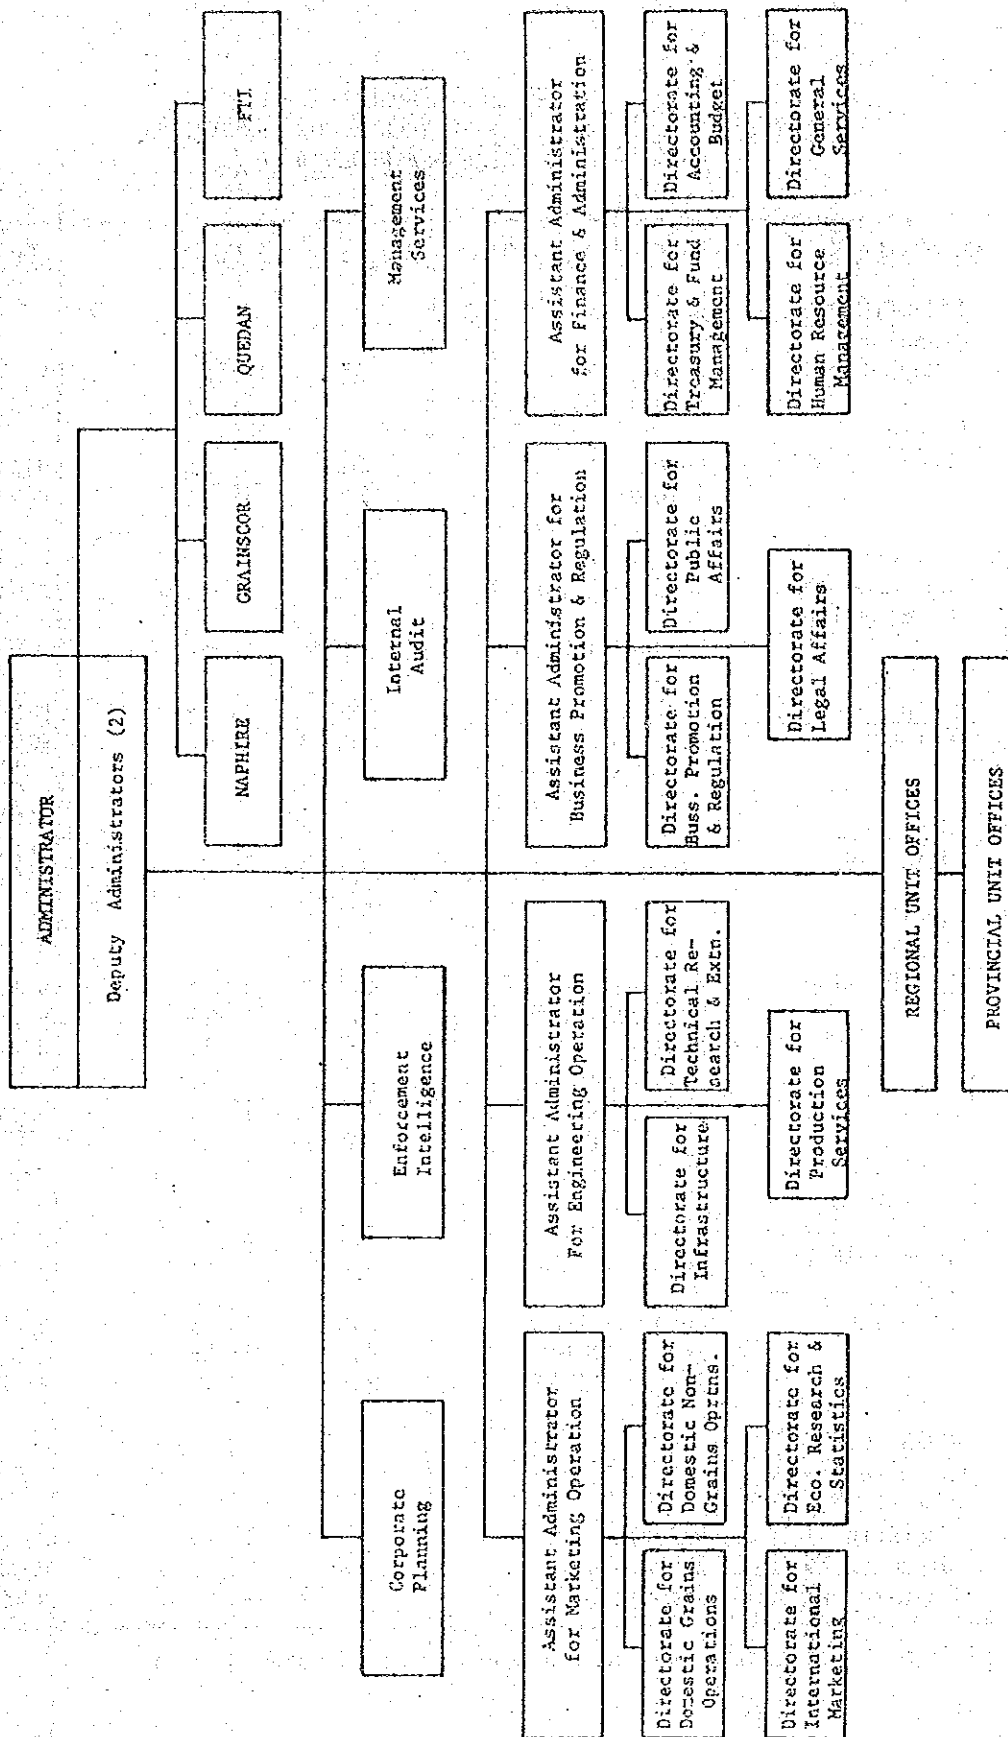 ADMINISTRATOR
Deputy Administrators (2)
NAPHIRE
GRAINSCOR
QUEDAN
FTI
Corporate
Planning
Enforcement
Intelligence
Internal
Audit
Management
Services
Assistant Administrator
for Marketing Operation
Assistant Administrator
For Engineering Operation
Assistant Administrator for
Business Promotion & Regulation
Assistant Administrator
for Finance & Administration
Directorate for
Domestic Grains
Operations
Directorate for
Domestic Non-
Grains Oprtns.
Directorate for
Infrastructure
Directorate for
Technical Re-
search & Extn.
Directorate for
Buss. Promotion
& Regulation
Directorate for
Public
Affairs
Directorate for
Treasury & Fund
Management
Directorate for
Accounting &
Budget
Directorate for
International
Marketing
Directorate for
Eco. Research &
Statistics
Directorate for
Production
Services
Directorate for
Legal Affairs
Directorate for
Human Resource
Management
Directorate for
General
Services
REGIONAL UNIT OFFICES
PROVINCIAL UNIT OFFICES